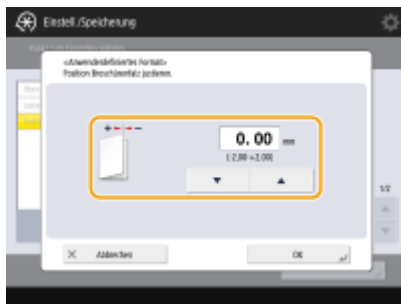 Einstell./Speicherung
<Anwenderdefiniertes Format>
Position Broschürenfalz justieren.
+ -
0.00 mm
(-2.00~+2.00)
▼ ▲
1/2
× Abbrechen
OK